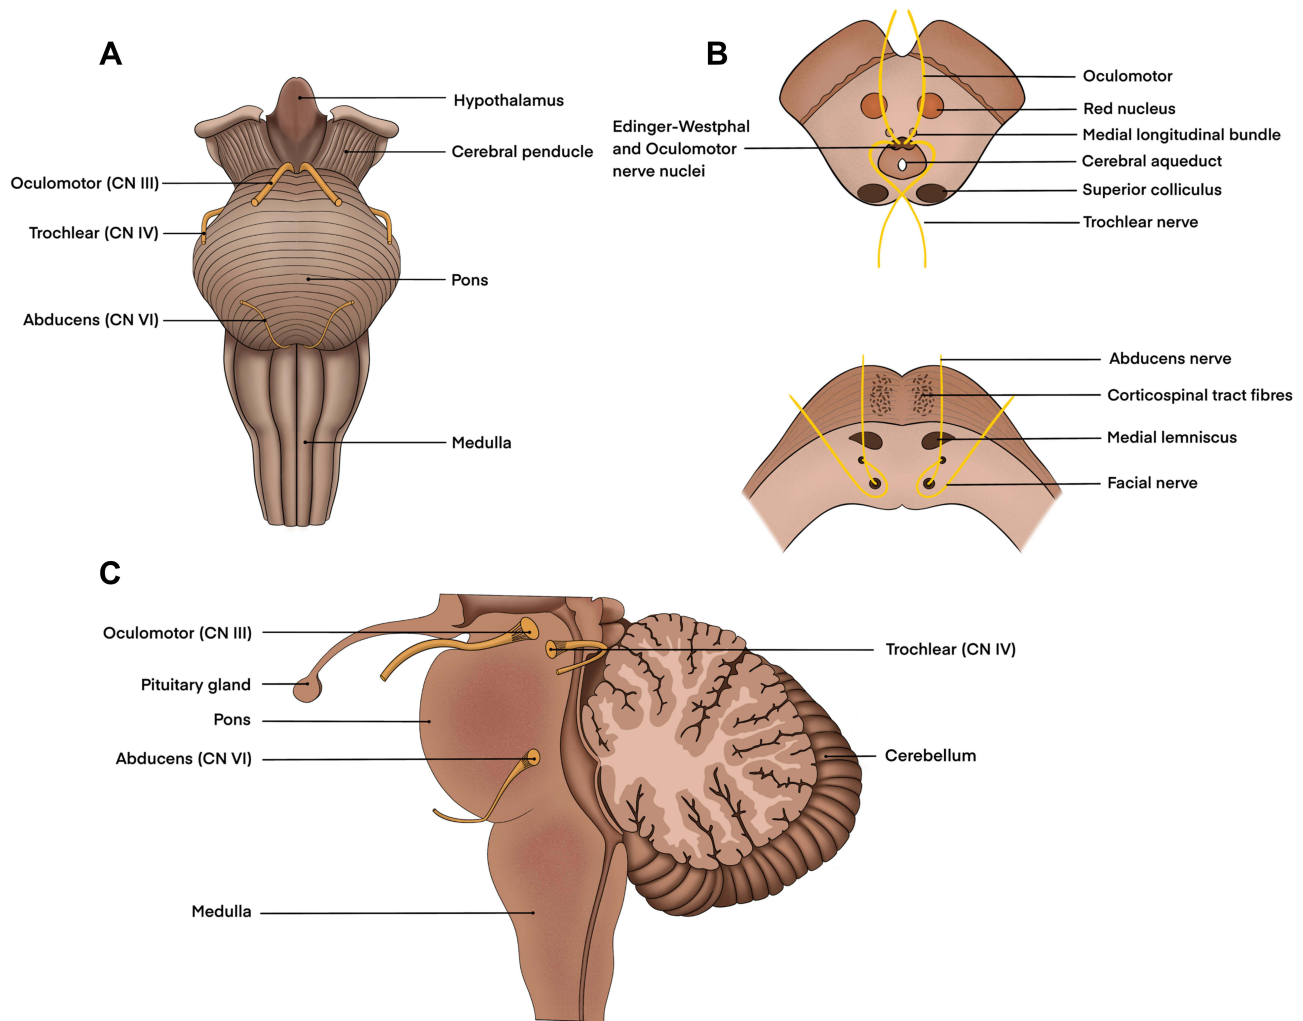 A
Hypothalamus
Cerebral penducle
Oculomotor (CN III)
Trochlear (CN IV)
Pons
Abducens (CN VI)
Medulla
B
Oculomotor
Red nucleus
Edinger-Westphal
and Oculomotor
nerve nuclei
Medial longitudinal bundle
Cerebral aqueduct
Superior colliculus
Trochlear nerve
Abducens nerve
Corticospinal tract fibres
Medial lemniscus
Facial nerve
C
Oculomotor (CN III)
Trochlear (CN IV)
Pituitary gland
Pons
Abducens (CN VI)
Cerebellum
Medulla